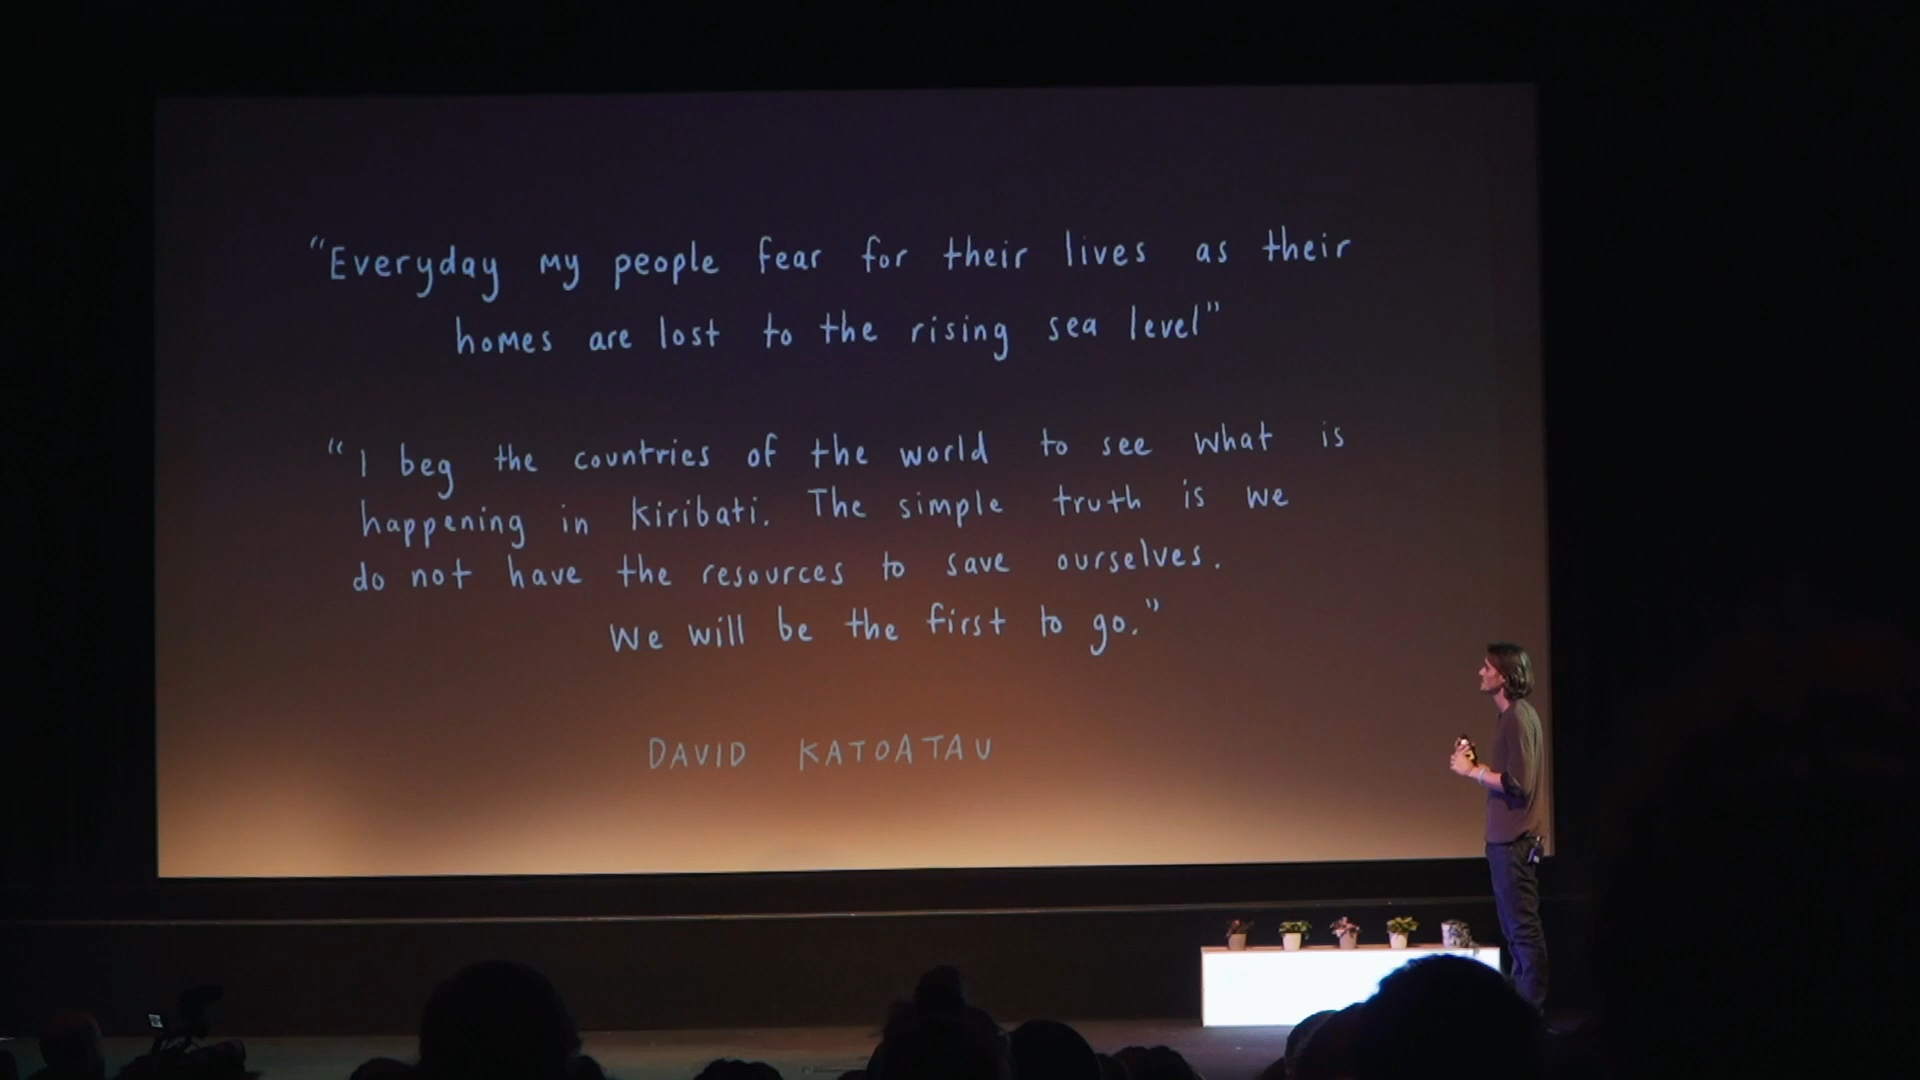 “Everyday my people fear for their lives as their
homes are lost to the rising sea level”
“I beg the countries of the world to see what is
happening in Kiribati. The simple truth is we
do not have the resources to save ourselves.
We will be the first to go.”
DAVID KATOATAU